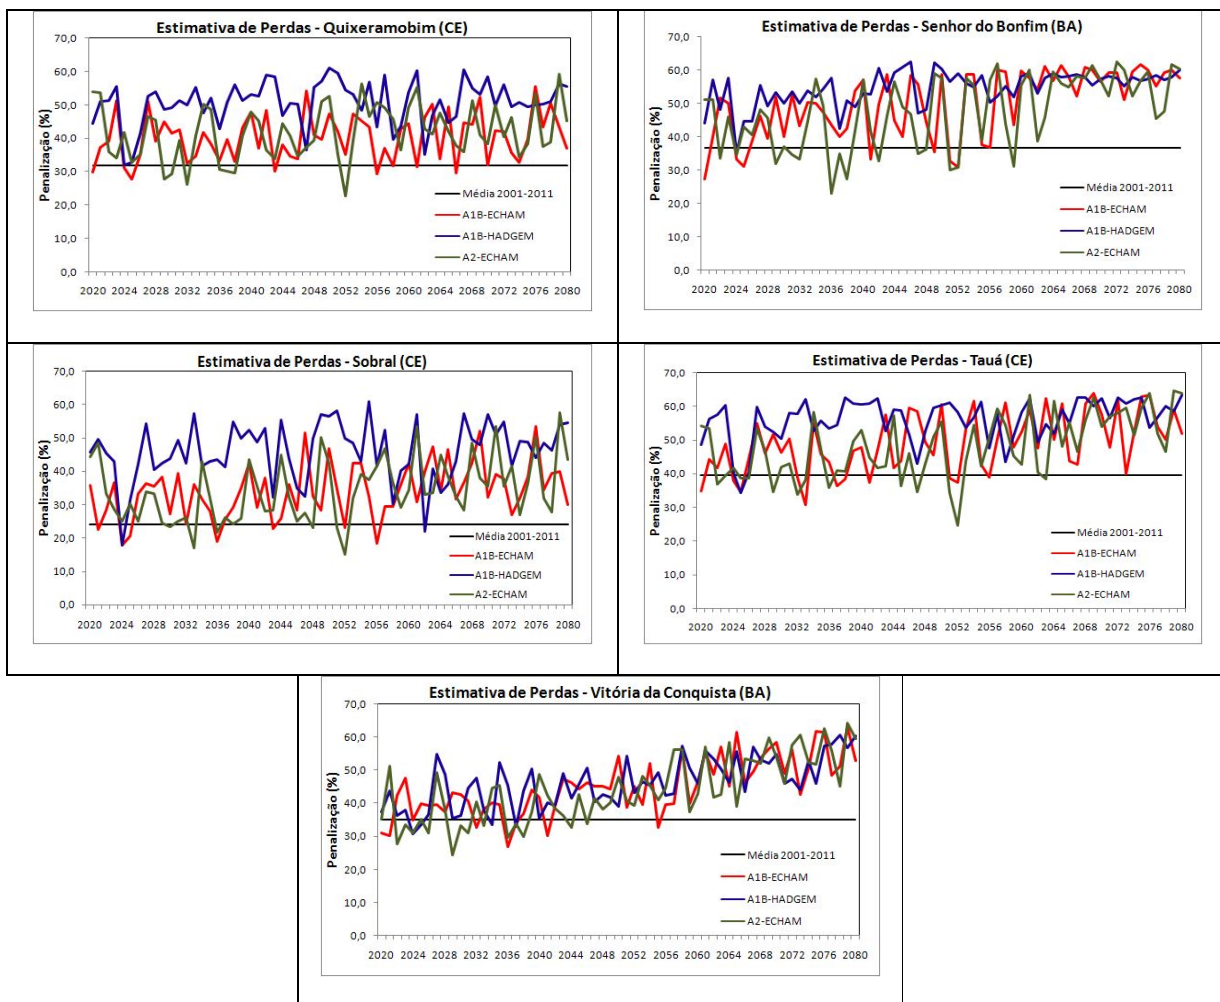 Estimativa de Perdas - Quixeramobim (CE)
Penalização (%)
70,0
60,0
50,0
40,0
30,0
20,0
10,0
0,0
Média 2001-2011
A1B-ECHAM
A1B-HADGEM
A2-ECHAM
2020 2024 2028 2032 2036 2040 2044 2048 2052 2056 2060 2064 2068 2072 2076 2080
Estimativa de Perdas - Senhor do Bonfim (BA)
Penalização (%)
70,0
60,0
50,0
40,0
30,0
20,0
10,0
0,0
Média 2001-2011
A1B-ECHAM
A1B-HADGEM
A2-ECHAM
2020 2024 2028 2032 2036 2040 2044 2048 2052 2056 2060 2064 2068 2072 2076 2080
Estimativa de Perdas - Sobral (CE)
Penalização (%)
70,0
60,0
50,0
40,0
30,0
20,0
10,0
0,0
Média 2001-2011
A1B-ECHAM
A1B-HADGEM
A2-ECHAM
2020 2024 2028 2032 2036 2040 2044 2048 2052 2056 2060 2064 2068 2072 2076 2080
Estimativa de Perdas - Tauá (CE)
Penalização (%)
70,0
60,0
50,0
40,0
30,0
20,0
10,0
0,0
Média 2001-2011
A1B-ECHAM
A1B-HADGEM
A2-ECHAM
2020 2024 2028 2032 2036 2040 2044 2048 2052 2056 2060 2064 2068 2072 2076 2080
Estimativa de Perdas - Vitória da Conquista (BA)
Penalização (%)
70,0
60,0
50,0
40,0
30,0
20,0
10,0
0,0
Média 2001-2011
A1B-ECHAM
A1B-HADGEM
A2-ECHAM
2020 2024 2028 2032 2036 2040 2044 2048 2052 2056 2060 2064 2068 2072 2076 2080